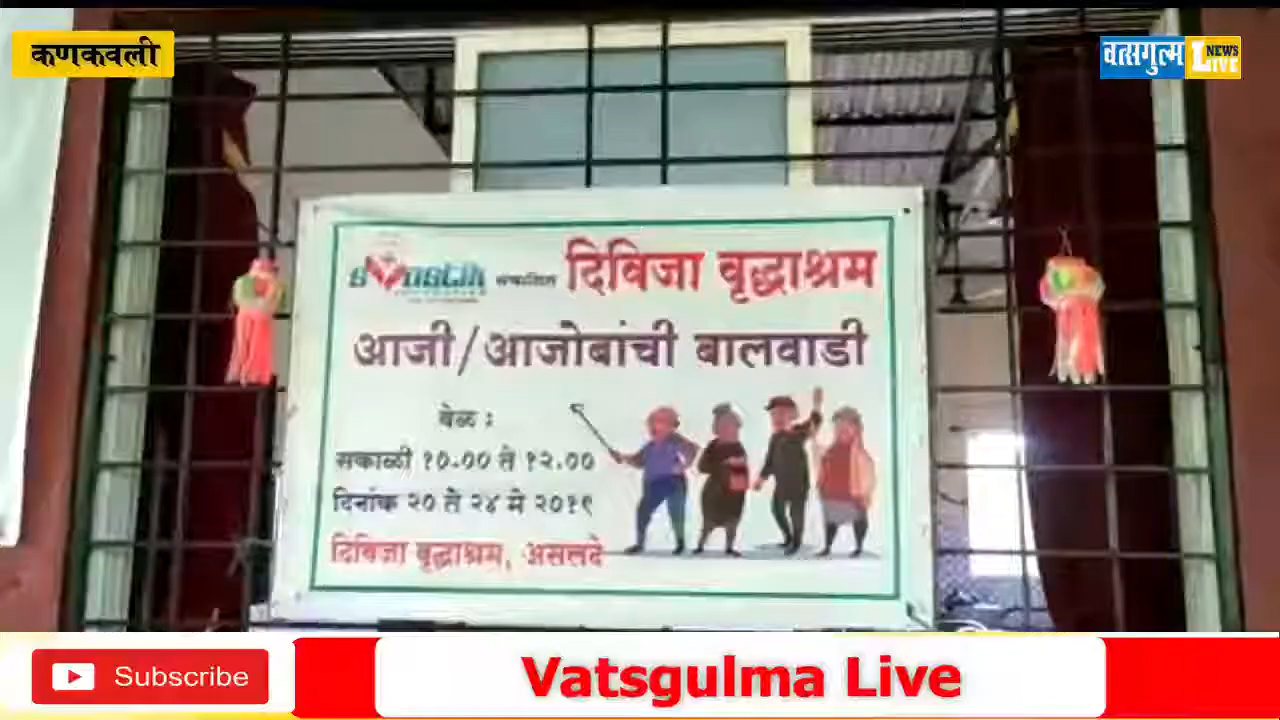 कणकवली
वत्सगुल्म LIVE NEWS
swastik संचालित दिविजा वृद्धाश्रम
आजी/आजोबांची बालवाडी
वेळ :
सकाळी १०.०० ते १२.००
दिनांक २० ते २४ मे २०१९
दिविजा वृद्धाश्रम, असलदे
Subscribe
Vatsgulma Live